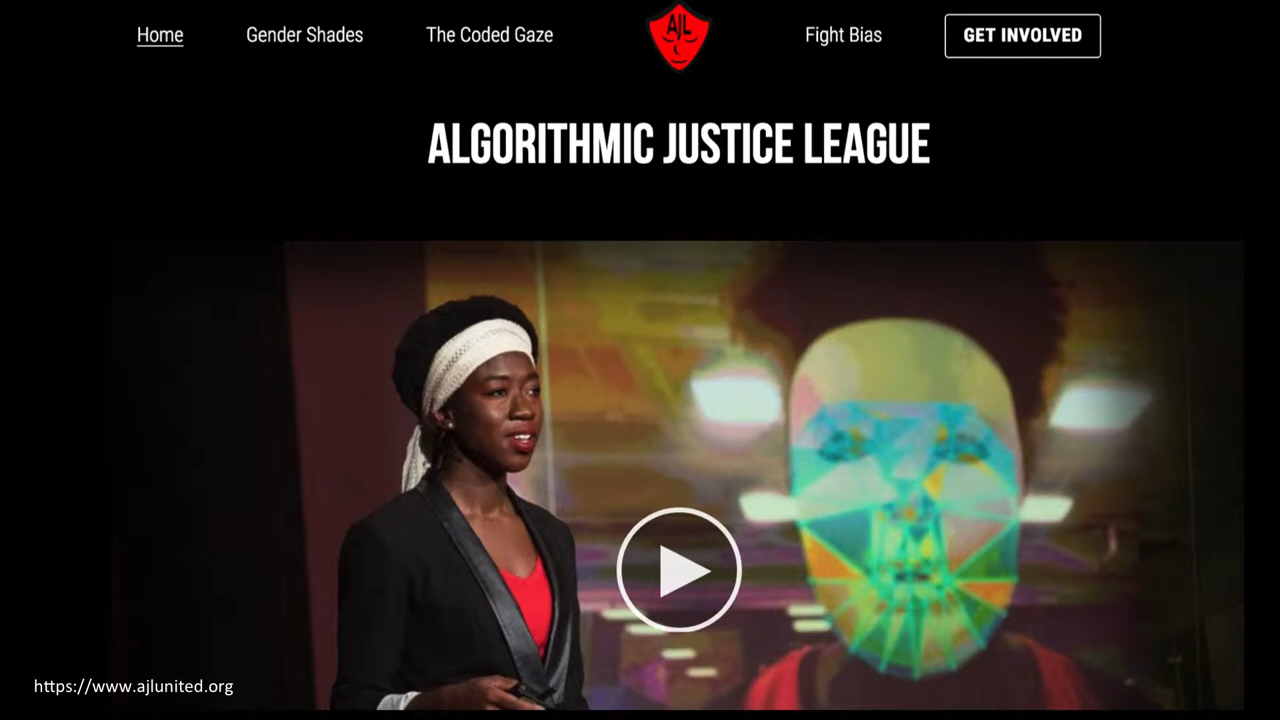 Home Gender Shades The Coded Gaze AJL Fight Bias GET INVOLVED
ALGORITHMIC JUSTICE LEAGUE
https://www.ajlunited.org